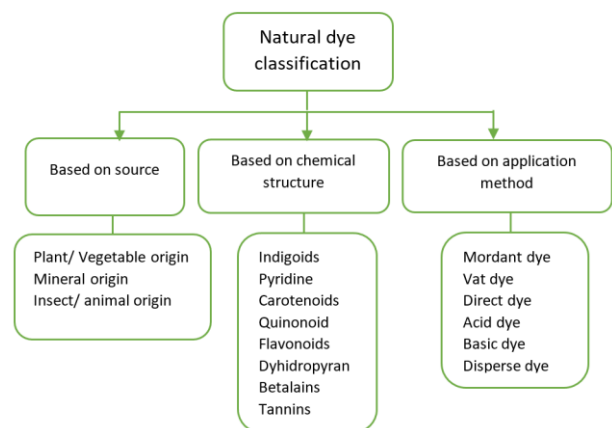 Natural dye
classification
Based on source
Based on chemical
structure
Based on application
method
Plant/ Vegetable origin
Mineral origin
Insect/ animal origin
Indigoids
Pyridine
Carotenoids
Quinonoid
Flavonoids
Dyhidropyran
Betalains
Tannins
Mordant dye
Vat dye
Direct dye
Acid dye
Basic dye
Disperse dye